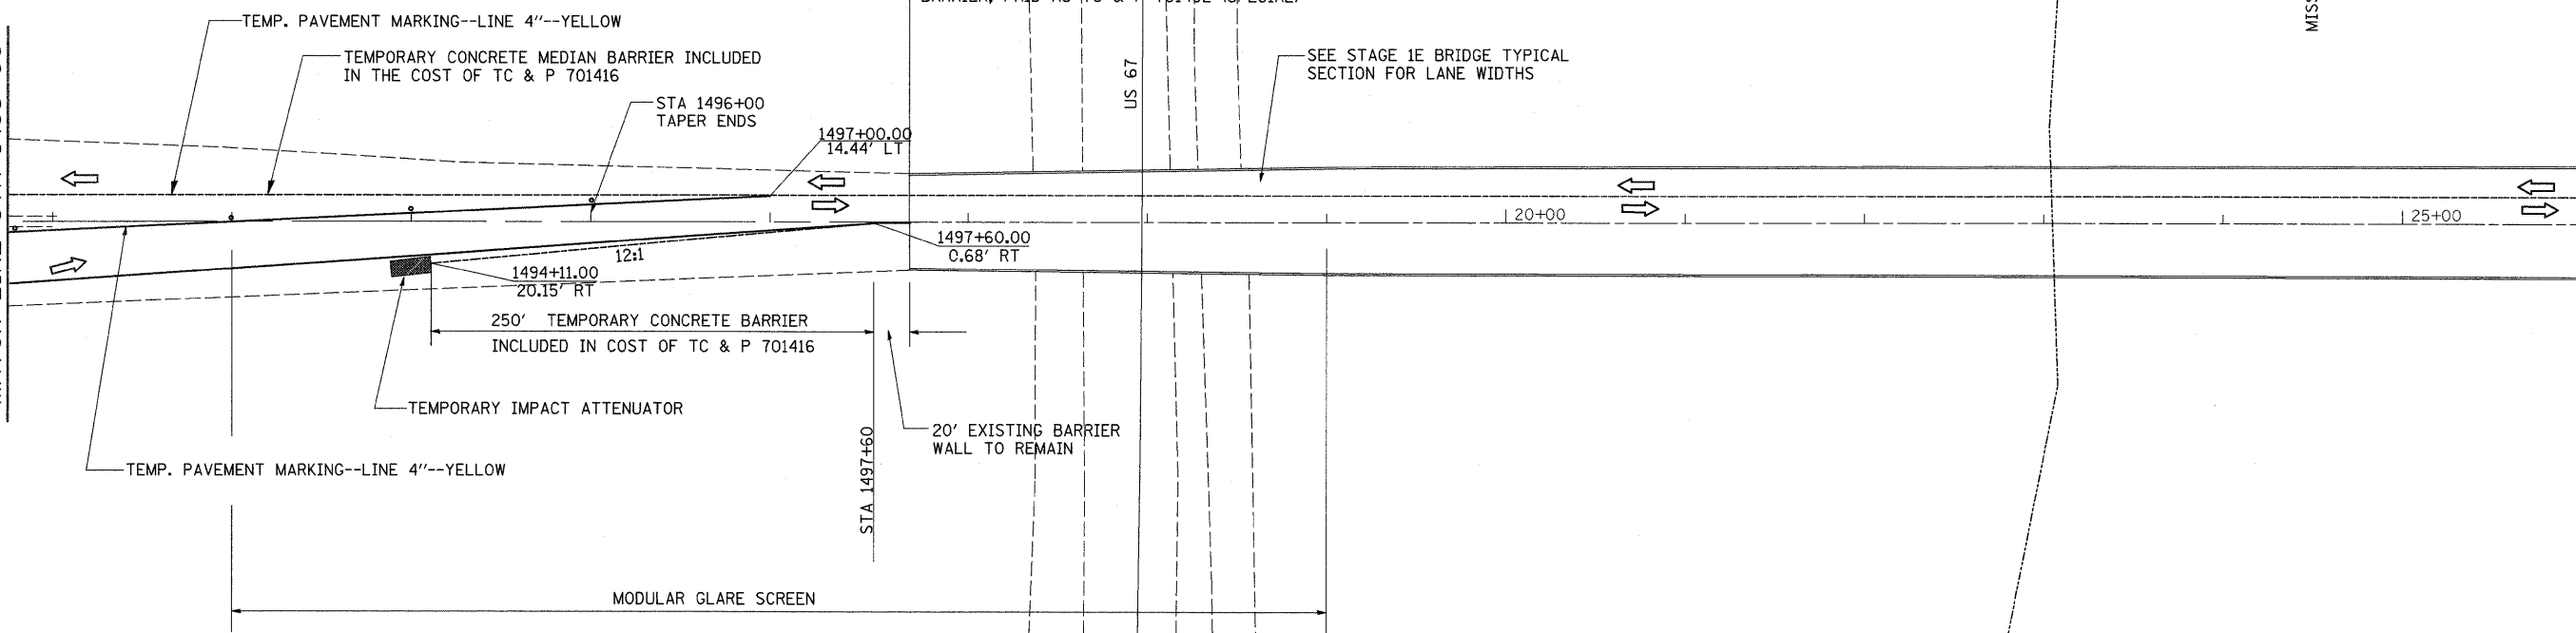 TEMP. PAVEMENT MARKING--LINE 4"--YELLOW
TEMPORARY CONCRETE MEDIAN BARRIER INCLUDED
IN THE COST OF TC & P 701416
STA 1496+00
TAPER ENDS
1497+00.00
14.44' LT
US 67
SEE STAGE 1E BRIDGE TYPICAL
SECTION FOR LANE WIDTHS
MISS
20+00
25+00
1497+60.00
0.68' RT
12:1
1494+11.00
20.15' RT
250' TEMPORARY CONCRETE BARRIER
INCLUDED IN COST OF TC & P 701416
TEMPORARY IMPACT ATTENUATOR
20' EXISTING BARRIER
WALL TO REMAIN
STA 1497+60
TEMP. PAVEMENT MARKING--LINE 4"--YELLOW
MODULAR GLARE SCREEN